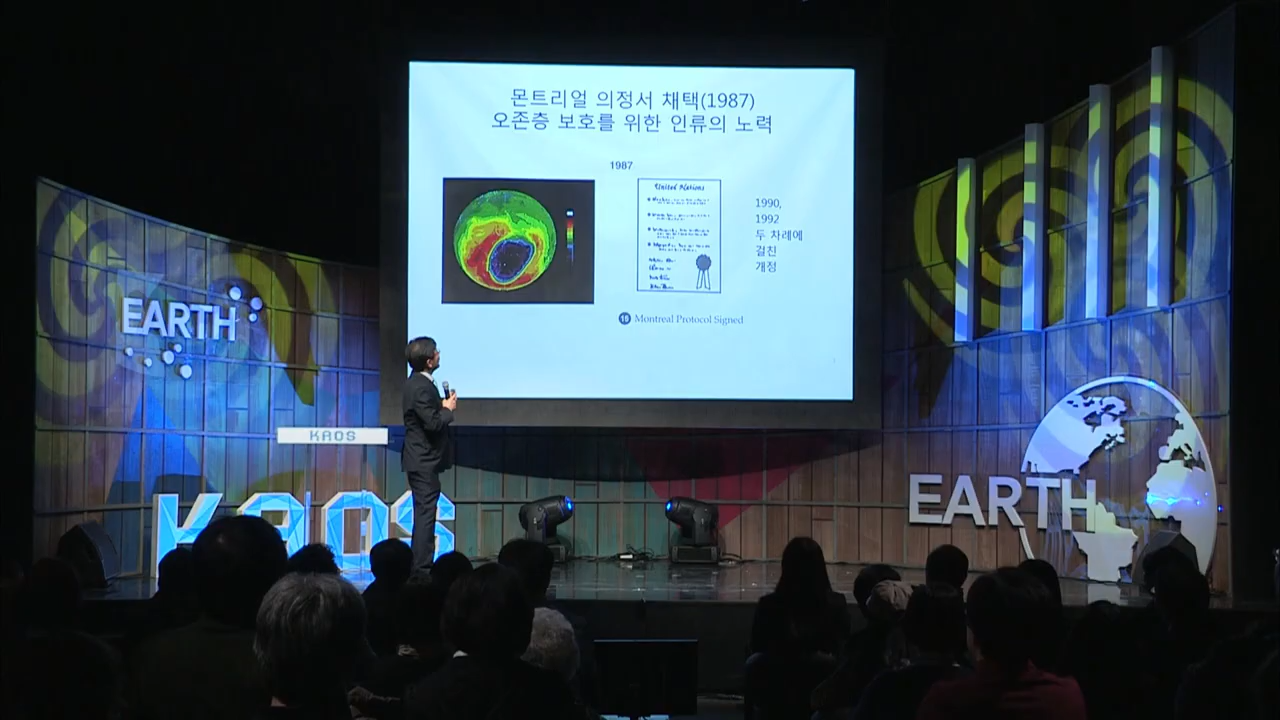 몬트리얼 의정서 채택(1987)
오존층 보호를 위한 인류의 노력
1987
United Nations
1990,
1992
두 차례에
걸친
개정
Montreal Protocol Signed
EARTH
KAOS
KAOS
EARTH